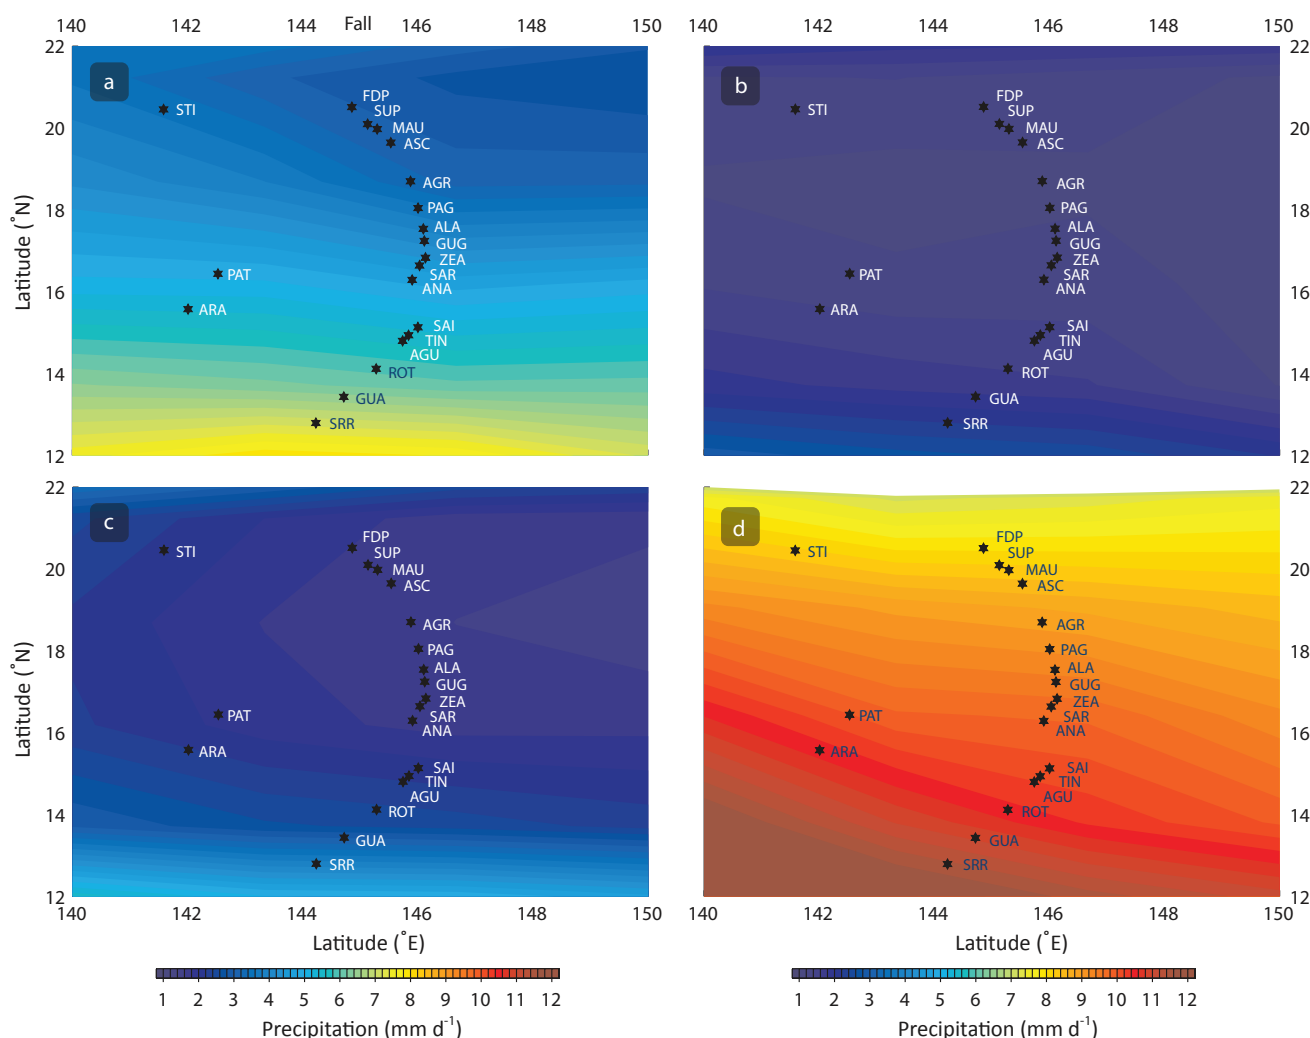 Fall
140 142 144 146 148 150
140 142 144 146 148 150
22 20 18 16 14 12
Latitude (°N)
a
STI
FDP
SUP
MAU
ASC
AGR
PAG
ALA
GUG
ZEA
SAR
ANA
PAT
ARA
SAI
TIN
AGU
ROT
GUA
SRR
b
STI
FDP
SUP
MAU
ASC
AGR
PAG
ALA
GUG
ZEA
SAR
ANA
PAT
ARA
SAI
TIN
AGU
ROT
GUA
SRR
22 20 18 16 14 12
22 20 18 16 14 12
Latitude (°N)
c
STI
FDP
SUP
MAU
ASC
AGR
PAG
ALA
GUG
ZEA
SAR
ANA
PAT
ARA
SAI
TIN
AGU
ROT
GUA
SRR
d
STI
FDP
SUP
MAU
ASC
AGR
PAG
ALA
GUG
ZEA
SAR
ANA
PAT
ARA
SAI
TIN
AGU
ROT
GUA
SRR
22 20 18 16 14 12
140 142 144 146 148 150
140 142 144 146 148 150
Latitude (°E)
Latitude (°E)
1 2 3 4 5 6 7 8 9 10 11 12
1 2 3 4 5 6 7 8 9 10 11 12
Precipitation (mm d-1)
Precipitation (mm d-1)